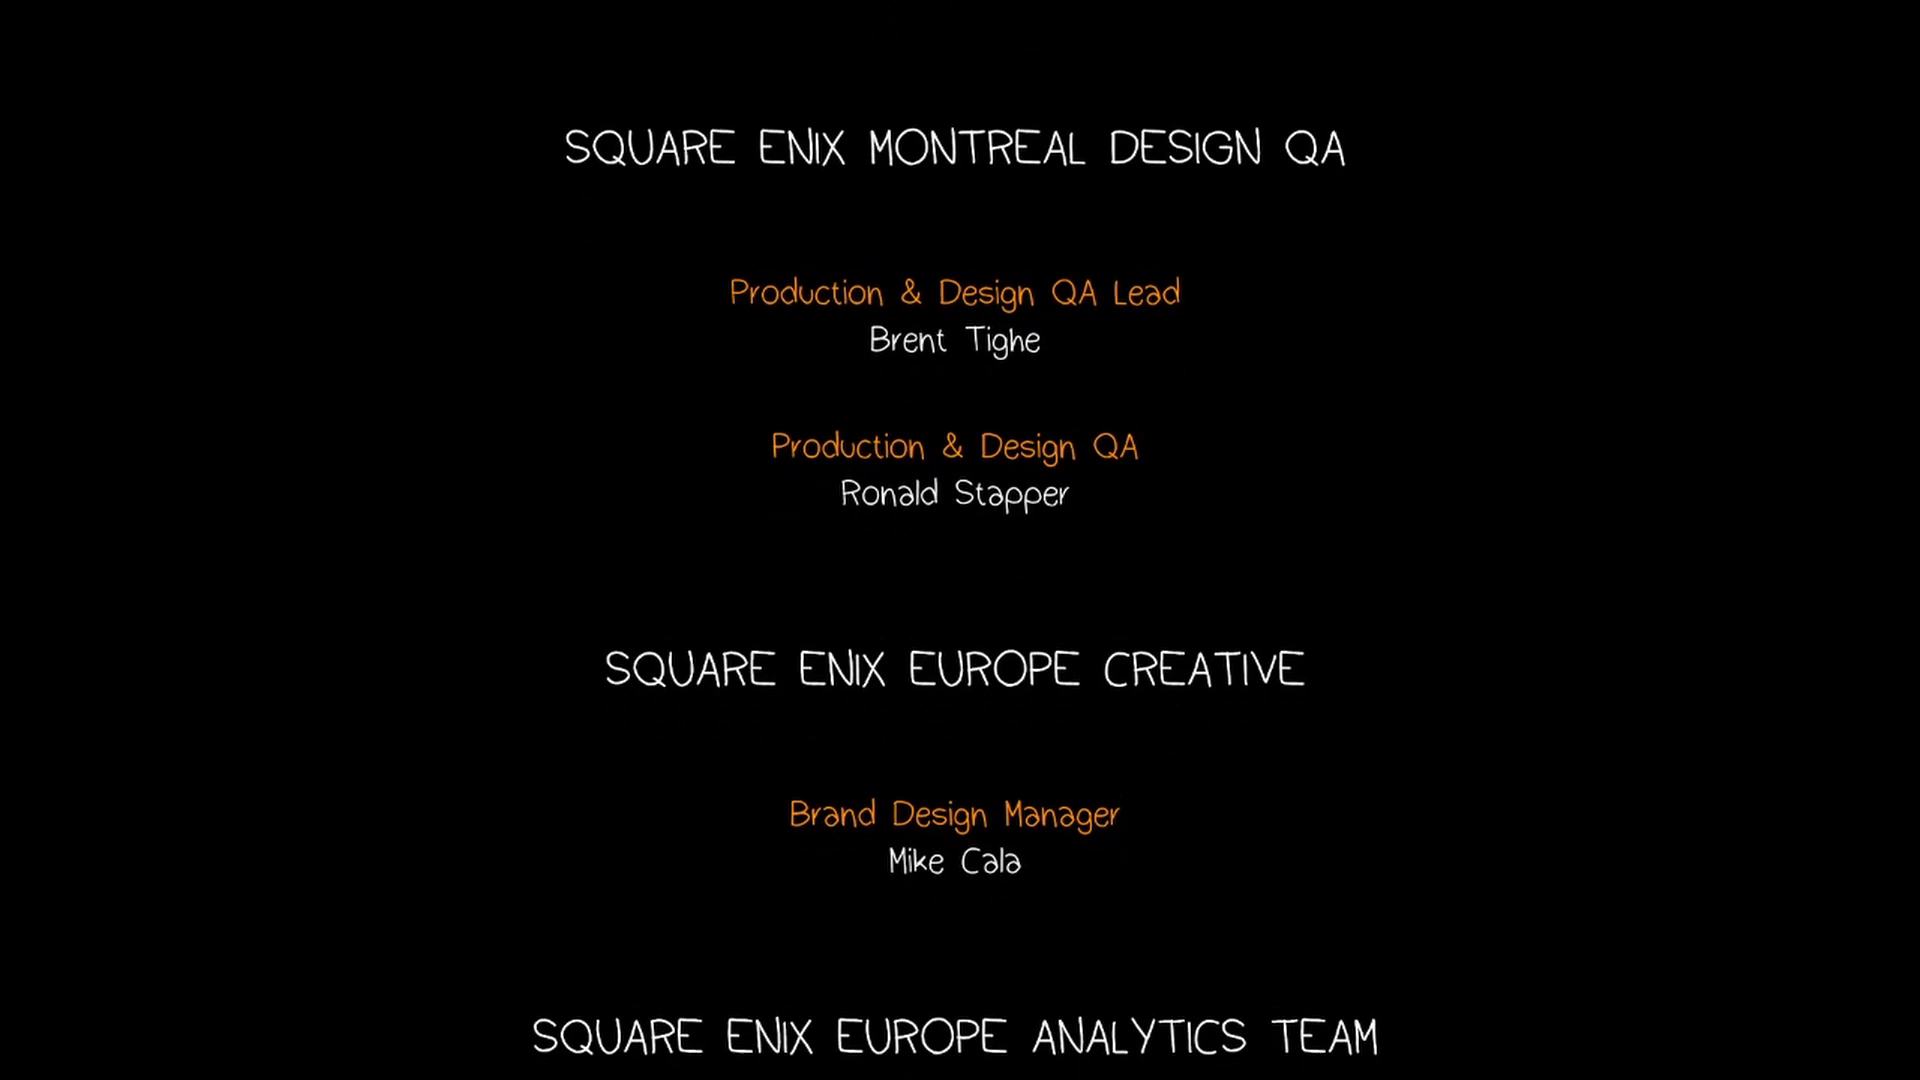 SQUARE ENIX MONTREAL DESIGN QA
Production & Design QA Lead
Brent Tighe
Production & Design QA
Ronald Stapper
SQUARE ENIX EUROPE CREATIVE
Brand Design Manager
Mike Cala
SQUARE ENIX EUROPE ANALYTICS TEAM